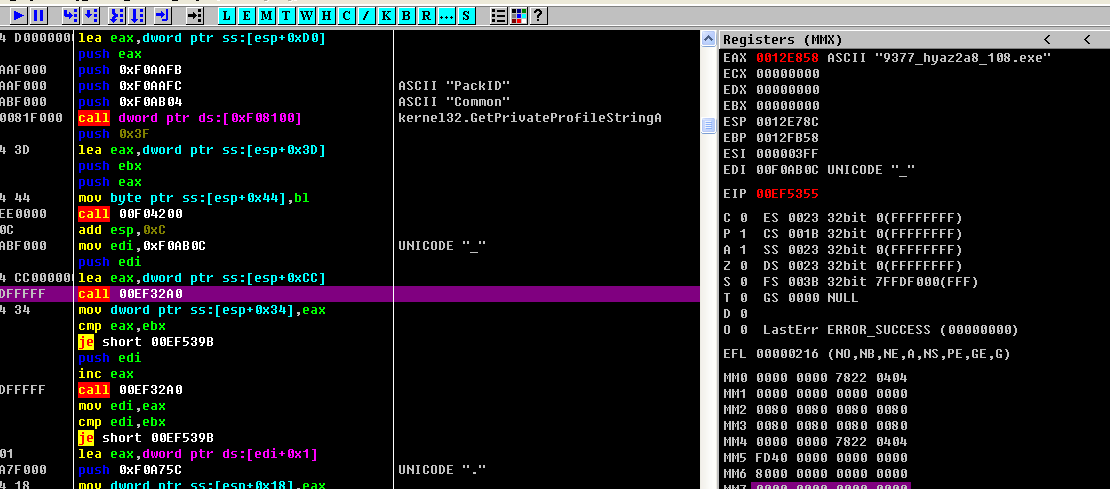 L E M T W H C / K B R ... S ?
4 D0000000 lea eax,dword ptr ss:[esp+0xD0]
push eax
AAF000 push 0xF0AAFB
AAF000 push 0xF0AAFC ASCII "PackID"
ABF000 push 0xF0AB04 ASCII "Common"
0081F000 call dword ptr ds:[0xF08100] kernel32.GetPrivateProfileStringA
push 0x3F
4 3D lea eax,dword ptr ss:[esp+0x3D]
push ebx
push eax
4 44 mov byte ptr ss:[esp+0x44],bl
EE0000 call 00F04200
0C add esp,0xC
ABF000 mov edi,0xF0AB0C UNICODE "_"
push edi
4 CC000000 lea eax,dword ptr ss:[esp+0xCC]
DFFFFF call 00EF32A0
4 34 mov dword ptr ss:[esp+0x34],eax
cmp eax,ebx
je short 00EF539B
push edi
inc eax
DFFFFF call 00EF32A0
mov edi,eax
cmp edi,ebx
je short 00EF539B
01 lea eax,dword ptr ds:[edi+0x1]
A7F000 push 0xF0A75C UNICODE "."
4 18 mov dword ptr ss:[esp+0x18],eax
Registers (MMX) < <
EAX 0012E858 ASCII "9377_hyaz2a8_108.exe"
ECX 00000000
EDX 00000000
EBX 00000000
ESP 0012E78C
EBP 0012FB58
ESI 000003FF
EDI 00F0AB0C UNICODE "_"
EIP 00EF5355
C 0 ES 0023 32bit 0(FFFFFFFF)
P 1 CS 001B 32bit 0(FFFFFFFF)
A 1 SS 0023 32bit 0(FFFFFFFF)
Z 0 DS 0023 32bit 0(FFFFFFFF)
S 0 FS 003B 32bit 7FFDF000(FFF)
T 0 GS 0000 NULL
D 0
O 0 LastErr ERROR_SUCCESS (00000000)
EFL 00000216 (NO,NB,NE,A,NS,PE,GE,G)
MM0 0000 0000 7822 0404
MM1 0000 0000 0000 0000
MM2 0080 0080 0080 0080
MM3 0080 0080 0080 0080
MM4 0000 0000 7822 0404
MM5 FD40 0000 0000 0000
MM6 8000 0000 0000 0000
MM7 0000 0000 0000 0000